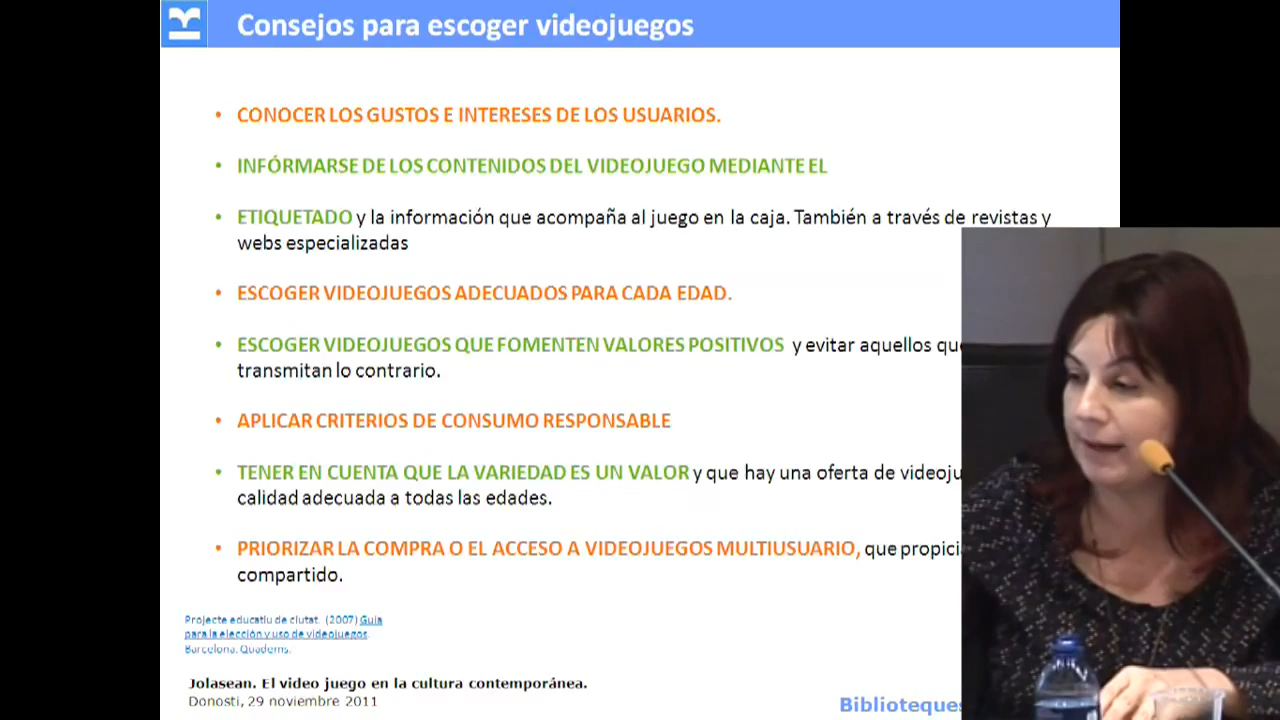 Consejos para escoger videojuegos
• CONOCER LOS GUSTOS E INTERESES DE LOS USUARIOS.
• INFÓRMARSE DE LOS CONTENIDOS DEL VIDEOJUEGO MEDIANTE EL
• ETIQUETADO y la información que acompaña al juego en la caja. También a través de revistas y
webs especializadas
• ESCOGER VIDEOJUEGOS ADECUADOS PARA CADA EDAD.
• ESCOGER VIDEOJUEGOS QUE FOMENTEN VALORES POSITIVOS y evitar aquellos que
transmitan lo contrario.
• APLICAR CRITERIOS DE CONSUMO RESPONSABLE
• TENER EN CUENTA QUE LA VARIEDAD ES UN VALOR y que hay una oferta de
calidad adecuada a todas las edades.
• PRIORIZAR LA COMPRA O EL ACCESO A VIDEOJUEGOS MULTIUSUARIO, que
compartido.
Projecte educatiu de ciutat. (2007) Guia
para la elección y uso de videojuegos.
Barcelona. Quaderns.
Jolasean. El video juego en la cultura contemporánea.
Donosti, 29 noviembre 2011
Biblioteques